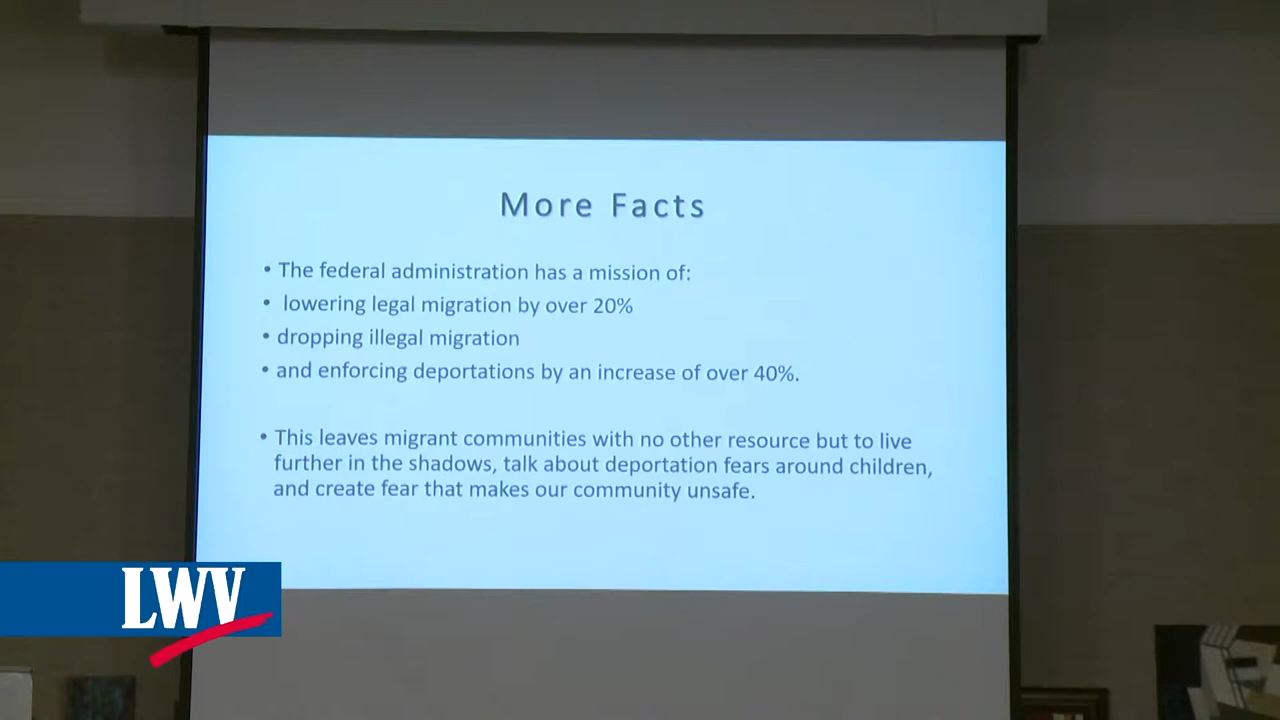 More Facts
• The federal administration has a mission of:
• lowering legal migration by over 20%
• dropping illegal migration
• and enforcing deportations by an increase of over 40%.
• This leaves migrant communities with no other resource but to live
further in the shadows, talk about deportation fears around children,
and create fear that makes our community unsafe.
LWV